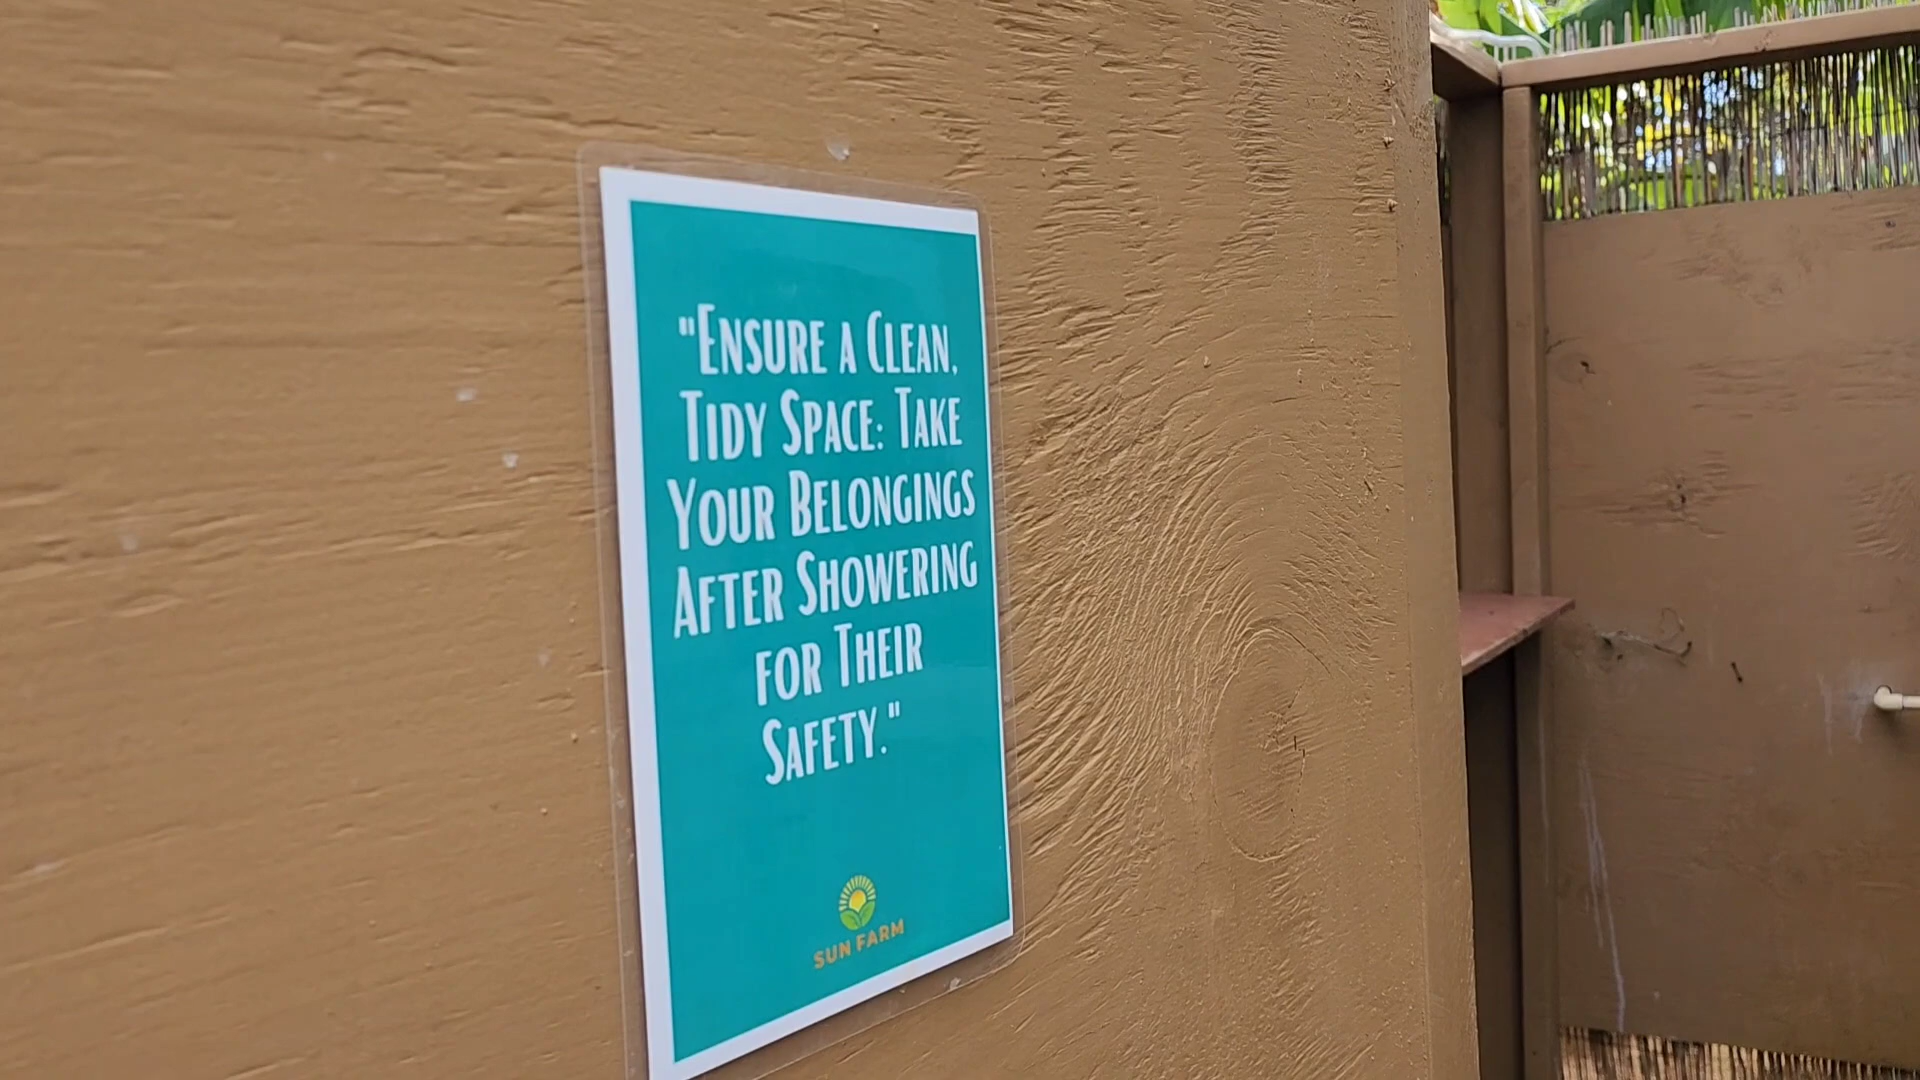 "Ensure a Clean,
Tidy Space: Take
Your Belongings
After Showering
for Their
Safety."
SUN FARM